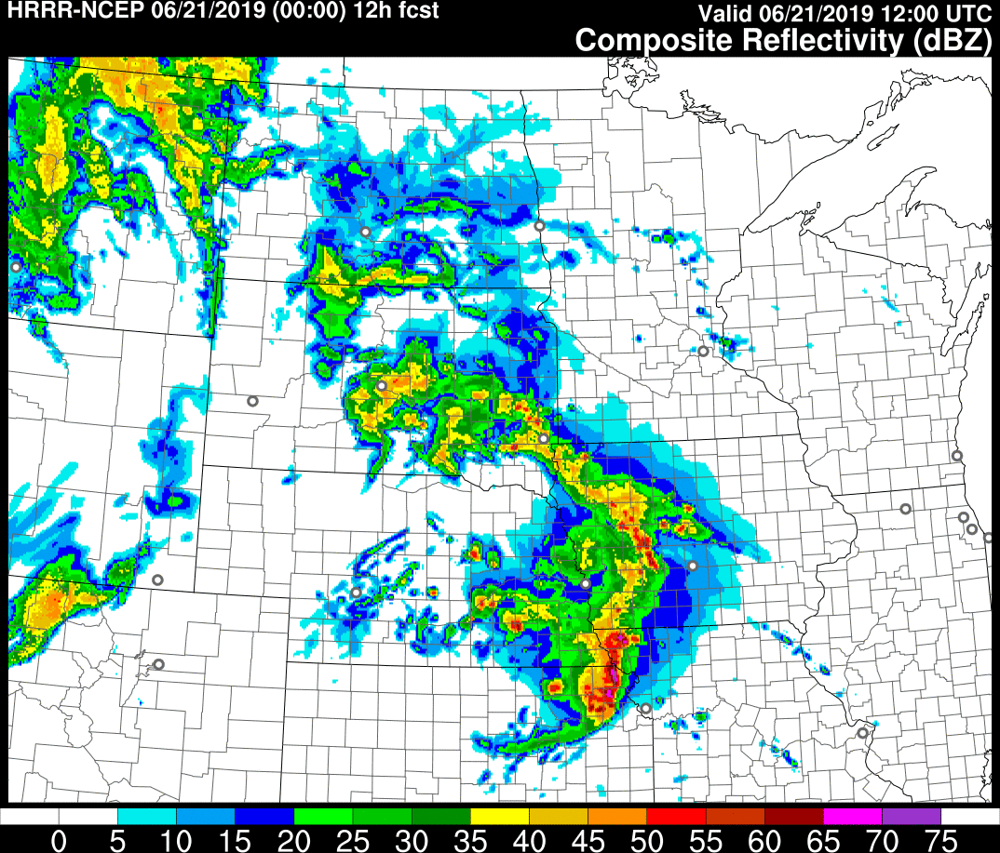 HRRR-NCEP 06/21/2019 (00:00) 12h fcst
Valid 06/21/2019 12:00 UTC
Composite Reflectivity (dBZ)
0 5 10 15 20 25 30 35 40 45 50 55 60 65 70 75